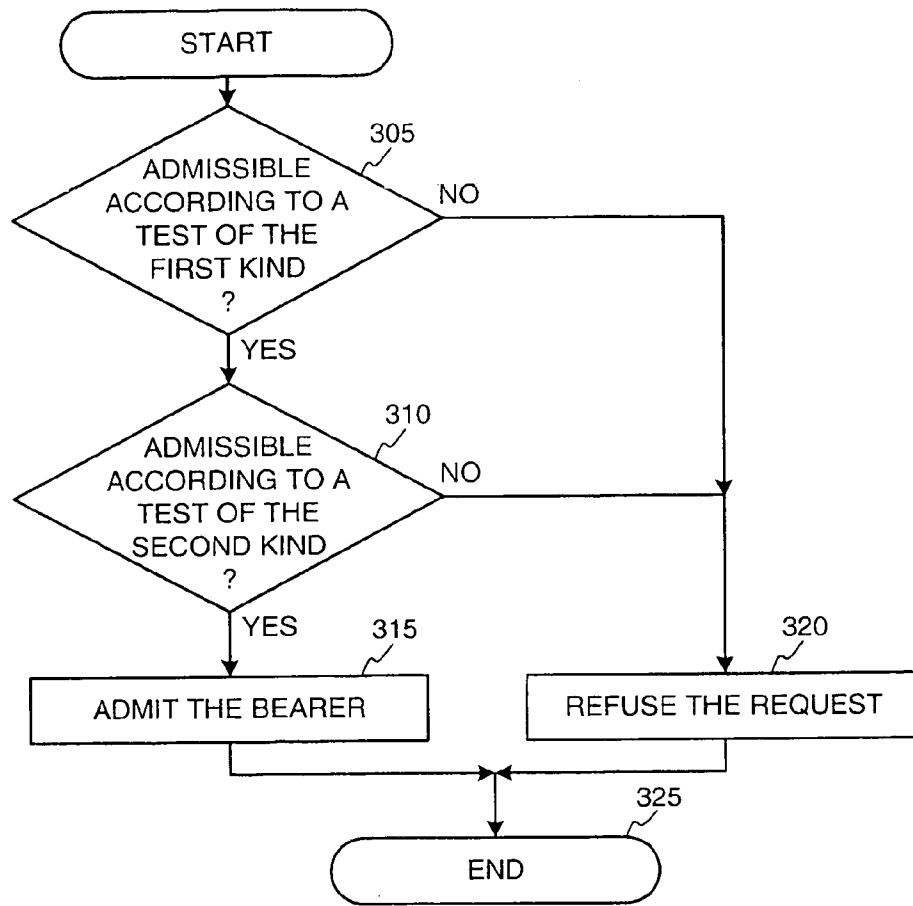 START
305
ADMISSIBLE
ACCORDING TO A
TEST OF THE
FIRST KIND
?
NO
YES
310
ADMISSIBLE
ACCORDING TO A
TEST OF THE
SECOND KIND
?
NO
YES
315
ADMIT THE BEARER
320
REFUSE THE REQUEST
325
END